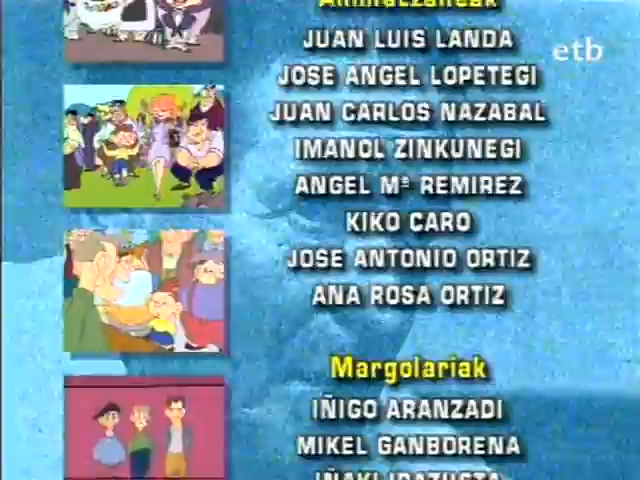 JUAN LUIS LANDA
etb
JOSE ANGEL LOPETEGI
JUAN CARLOS NAZABAL
IMANOL ZINKUNEGI
ANGEL Mª REMIREZ
KIKO CARO
JOSE ANTONIO ORTIZ
ANA ROSA ORTIZ
Margolariak
IÑIGO ARANZADI
MIKEL GANBORENA
IÑAKI